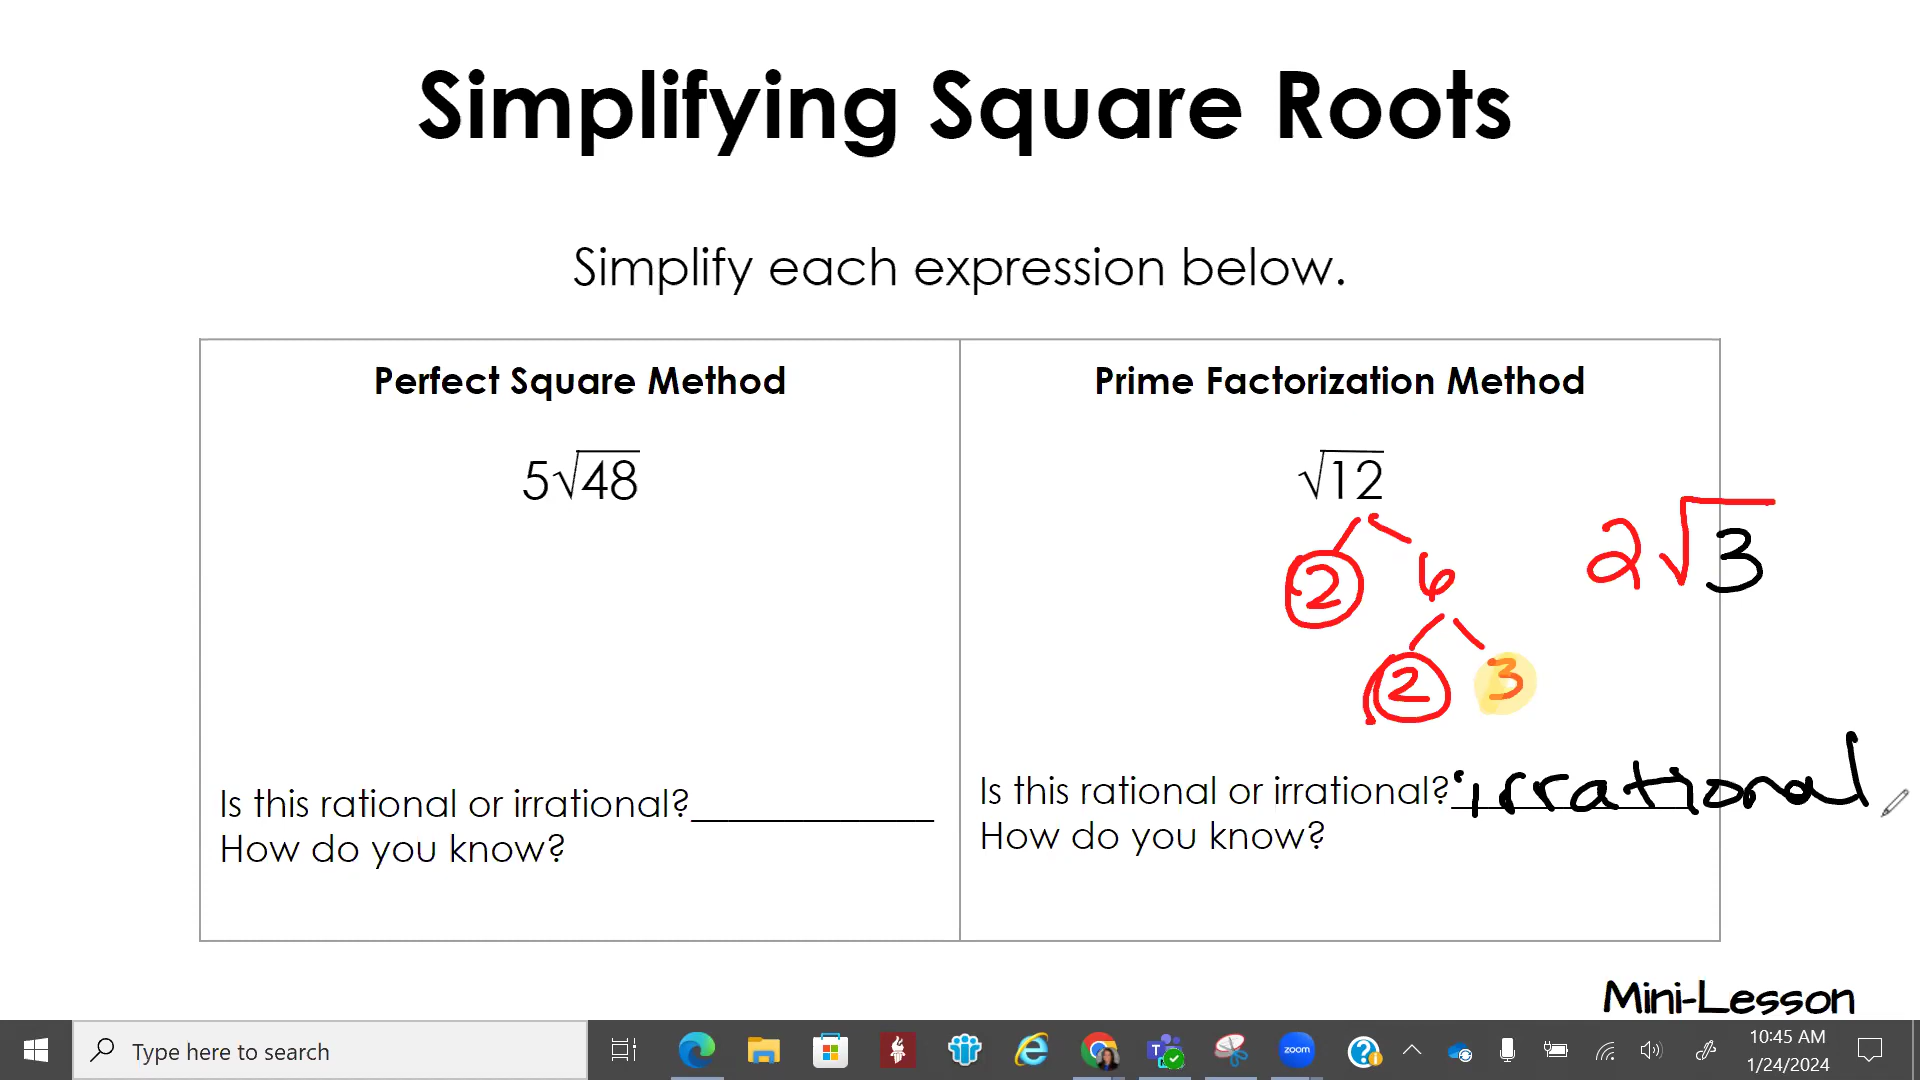 Simplifying Square Roots
Simplify each expression below.
Perfect Square Method
5√48
Is this rational or irrational?_____________
How do you know?
Prime Factorization Method
√12
2 6
2 3
2√3
Is this rational or irrational? irrational
How do you know?
Mini-Lesson
Type here to search
zoom
10:45 AM
1/24/2024